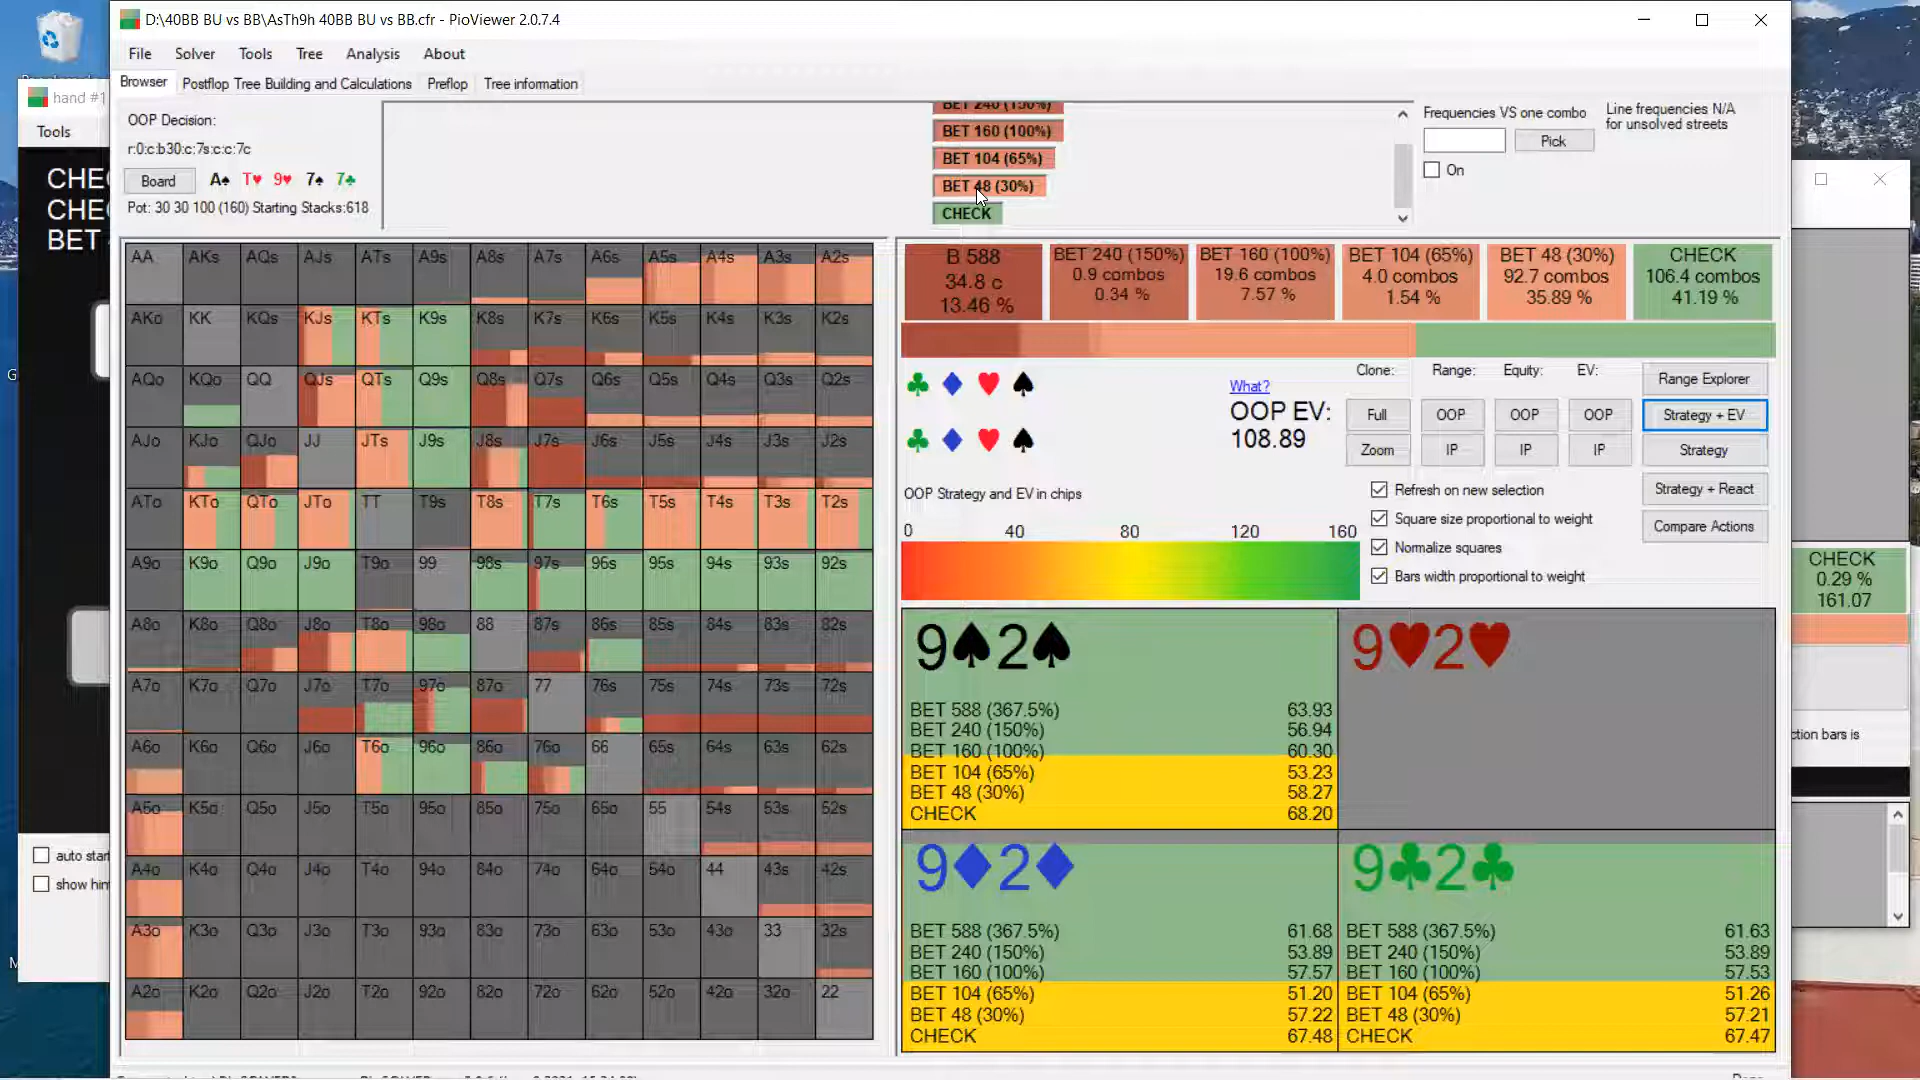 D:\40BB BU vs BB\AsTh9h 40BB BU vs BB.cfr - PioViewer 2.0.7.4
File Solver Tools Tree Analysis About
Browser Postflop Tree Building and Calculations Preflop Tree information
hand #1
Tools
CHE
CHE
BET
OOP Decision:
r:0:c:b30:c:7s:c:c:7c
Board A♠ T♥ 9♥ 7♠ 7♣
Pot: 30 30 100 (160) Starting Stacks:618
BET 240 (150%)
BET 160 (100%)
BET 104 (65%)
BET 48 (30%)
CHECK
Frequencies VS one combo
Pick
On
Line frequencies N/A
for unsolved streets
AA AKs AQs AJs ATs A9s A8s A7s A6s A5s A4s A3s A2s
AKo KK KQs KJs KTs K9s K8s K7s K6s K5s K4s K3s K2s
AQo KQo QQ QJs QTs Q9s Q8s Q7s Q6s Q5s Q4s Q3s Q2s
AJo KJo QJo JJ JTs J9s J8s J7s J6s J5s J4s J3s J2s
ATo KTo QTo JTo TT T9s T8s T7s T6s T5s T4s T3s T2s
A9o K9o Q9o J9o T9o 99 98s 97s 96s 95s 94s 93s 92s
A8o K8o Q8o J8o T8o 98o 88 87s 86s 85s 84s 83s 82s
A7o K7o Q7o J7o T7o 97o 87o 77 76s 75s 74s 73s 72s
A6o K6o Q6o J6o T6o 96o 86o 76o 66 65s 64s 63s 62s
A5o K5o Q5o J5o T5o 95o 85o 75o 65o 55 54s 53s 52s
A4o K4o Q4o J4o T4o 94o 84o 74o 64o 54o 44 43s 42s
A3o K3o Q3o J3o T3o 93o 83o 73o 63o 53o 43o 33 32s
A2o K2o Q2o J2o T2o 92o 82o 72o 62o 52o 42o 32o 22
B 588
34.8 c
13.46 %
BET 240 (150%)
0.9 combos
0.34 %
BET 160 (100%)
19.6 combos
7.57 %
BET 104 (65%)
4.0 combos
1.54 %
BET 48 (30%)
92.7 combos
35.89 %
CHECK
106.4 combos
41.19 %
♣ ♦ ♥ ♠
♣ ♦ ♥ ♠
What?
OOP EV:
108.89
Clone: Range: Equity: EV:
Full OOP OOP OOP
Zoom IP IP IP
Range Explorer
Strategy + EV
Strategy
Strategy + React
Compare Actions
Refresh on new selection
Square size proportional to weight
Normalize squares
Bars width proportional to weight
OOP Strategy and EV in chips
0 40 80 120 160
9♠2♠
BET 588 (367.5%) 63.93
BET 240 (150%) 56.94
BET 160 (100%) 60.30
BET 104 (65%) 53.23
BET 48 (30%) 58.27
CHECK 68.20
9♥2♥
9♦2♦
BET 588 (367.5%) 61.68
BET 240 (150%) 53.89
BET 160 (100%) 57.57
BET 104 (65%) 51.20
BET 48 (30%) 57.22
CHECK 67.48
9♣2♣
BET 588 (367.5%) 61.63
BET 240 (150%) 53.89
BET 160 (100%) 57.53
BET 104 (65%) 51.26
BET 48 (30%) 57.21
CHECK 67.47
CHECK
0.29 %
161.07
ction bars is
auto start
show hin
G
M